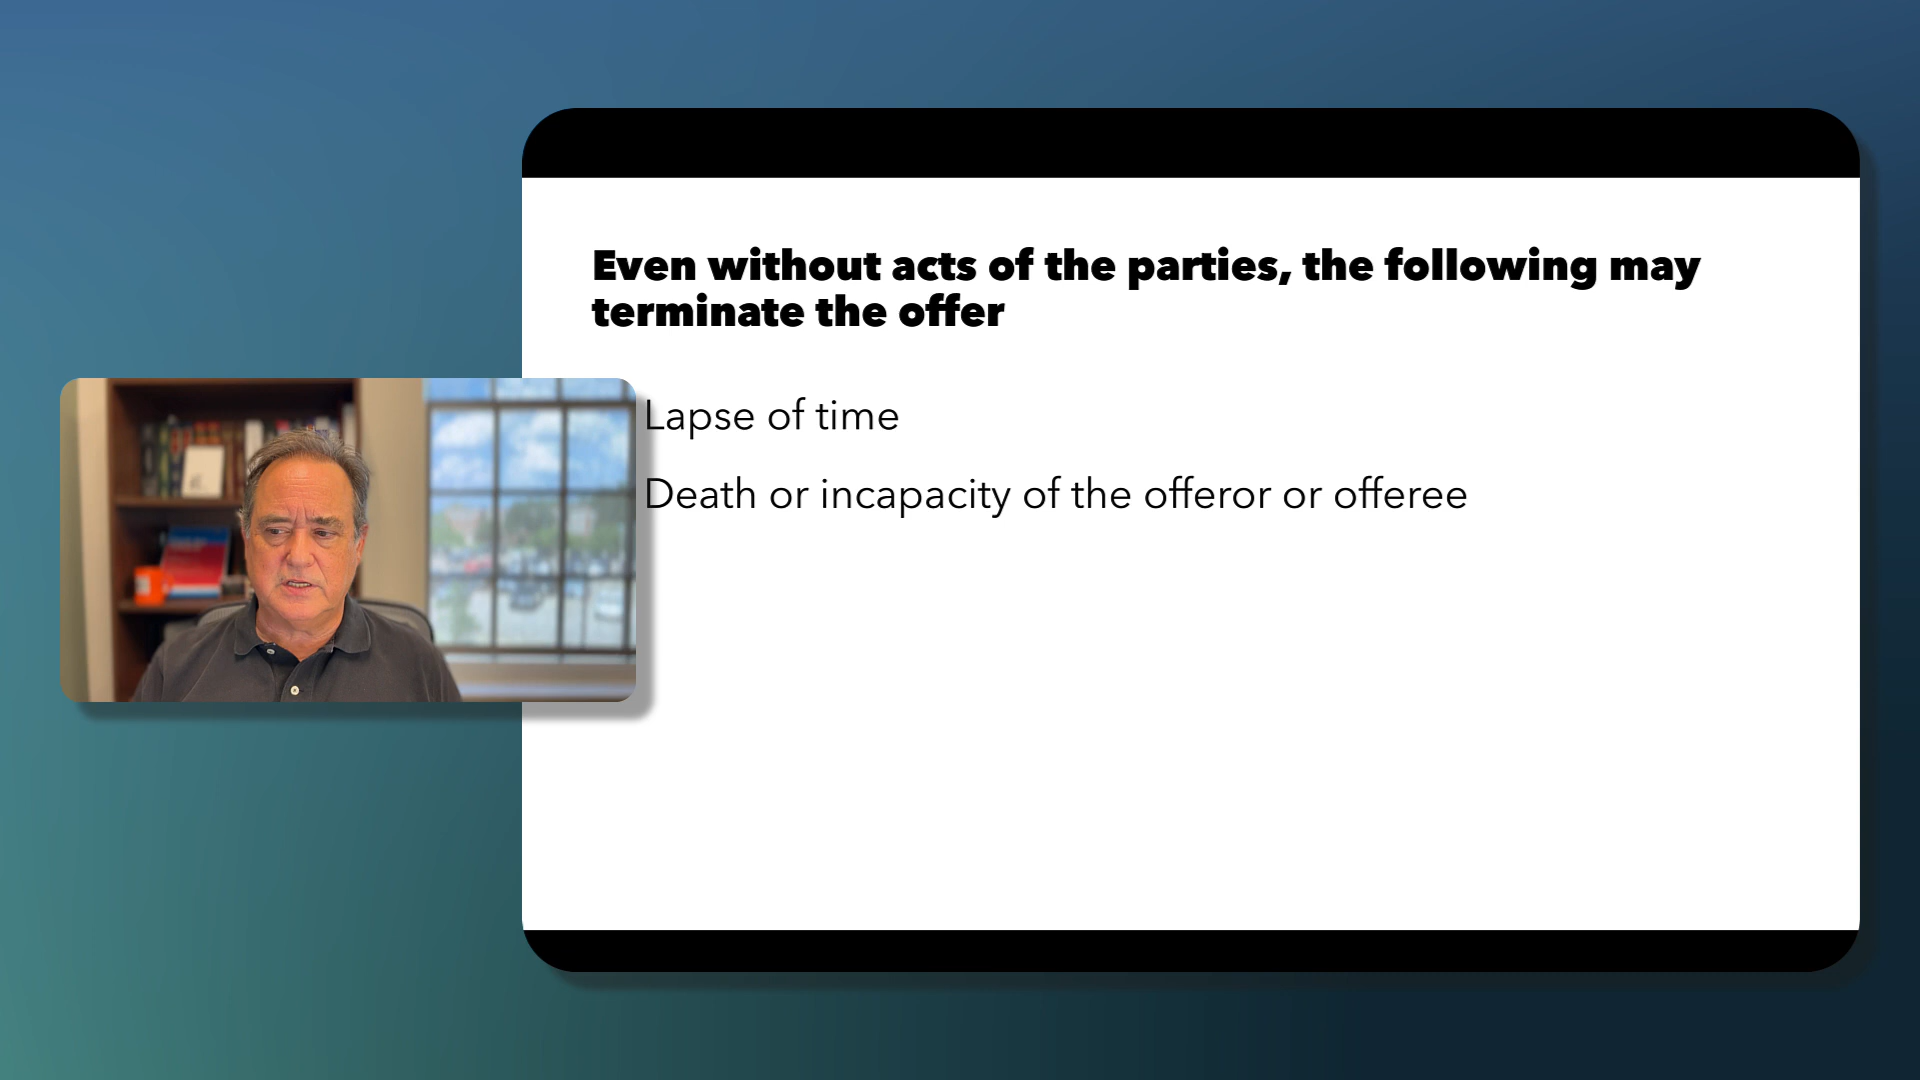 Even without acts of the parties, the following may
terminate the offer
Lapse of time
Death or incapacity of the offeror or offeree